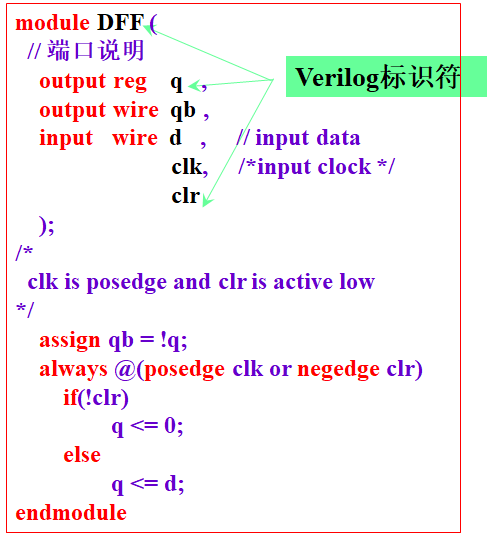 module DFF (
// 端口说明
output reg q ,
Verilog标识符
output wire qb ,
input wire d , // input data
clk, /*input clock */
clr
);
/*
clk is posedge and clr is active low
*/
assign qb = !q;
always @(posedge clk or negedge clr)
if(!clr)
q <= 0;
else
q <= d;
endmodule